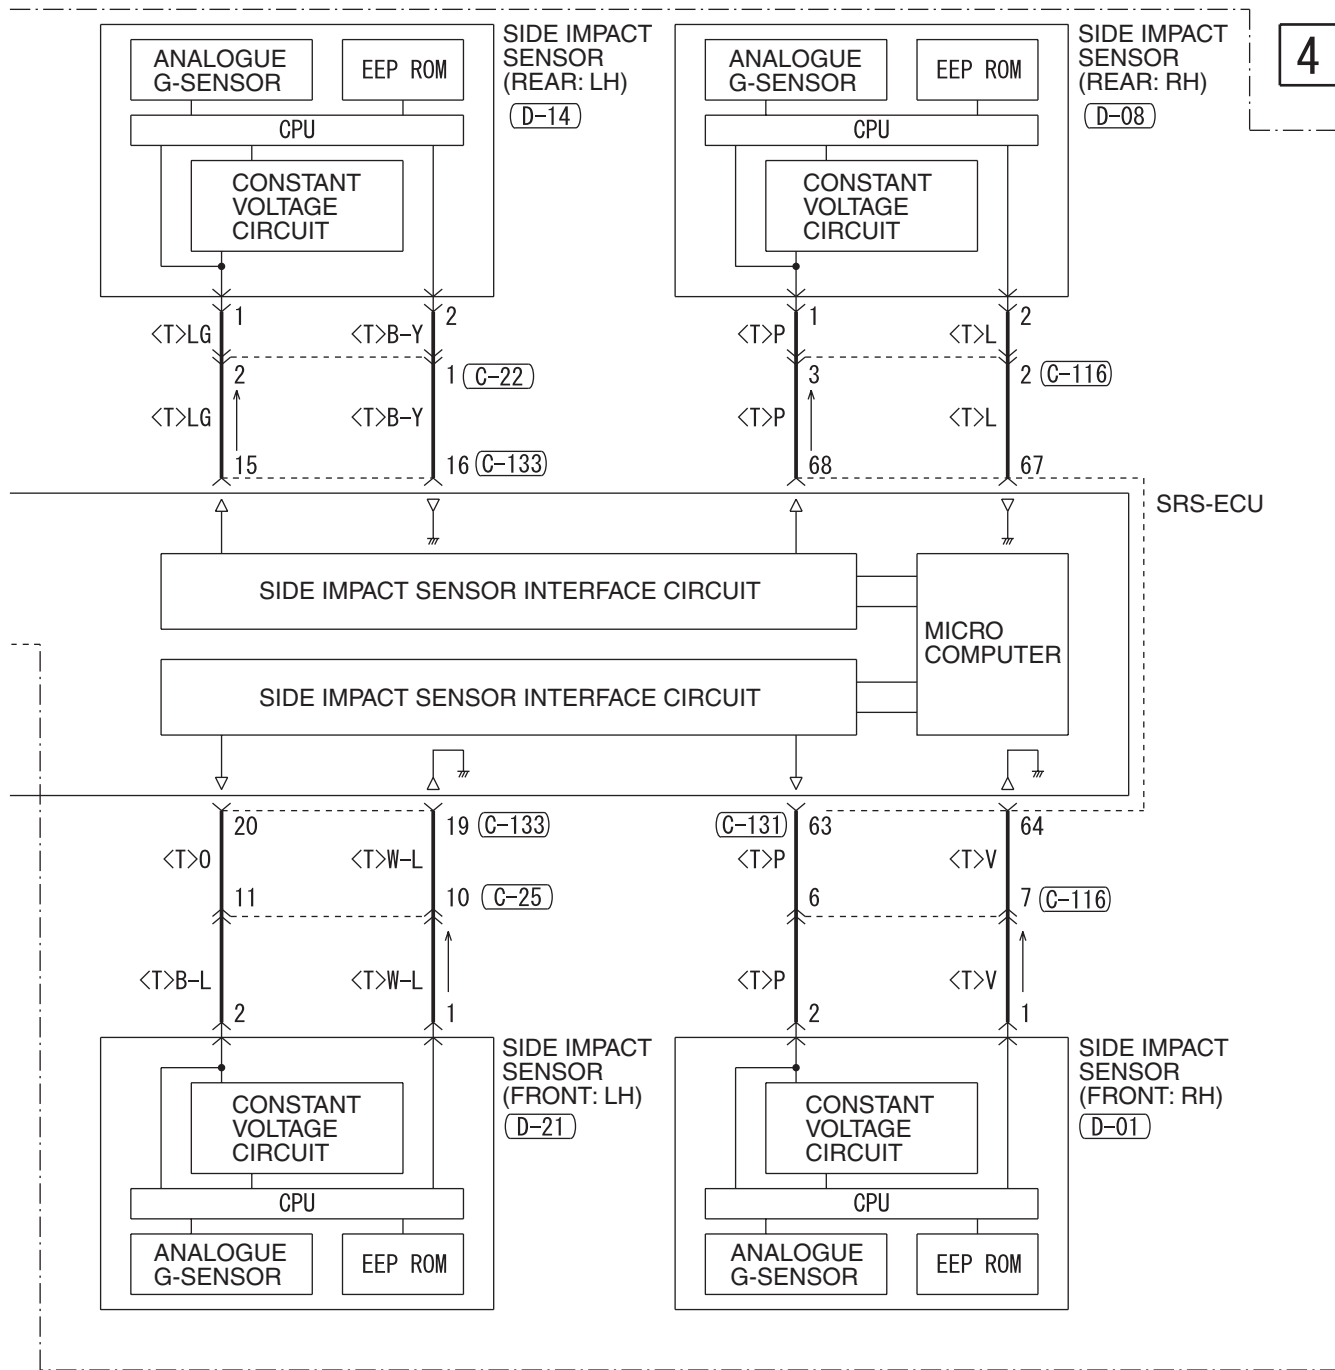 4
SIDE IMPACT
SENSOR
(REAR: LH)
D-14
ANALOGUE
G-SENSOR
EEP ROM
CPU
CONSTANT
VOLTAGE
CIRCUIT
SIDE IMPACT
SENSOR
(REAR: RH)
D-08
ANALOGUE
G-SENSOR
EEP ROM
CPU
CONSTANT
VOLTAGE
CIRCUIT
1 2 1 2
<T>LG <T>B-Y <T>P <T>L
2 1 C-22 3 2 C-116
<T>LG <T>B-Y <T>P <T>L
15 16 C-133 68 67
SRS-ECU
SIDE IMPACT SENSOR INTERFACE CIRCUIT
MICRO
COMPUTER
SIDE IMPACT SENSOR INTERFACE CIRCUIT
20 19 C-133 C-131 63 64
<T>O <T>W-L <T>P <T>V
11 10 C-25 6 7 C-116
<T>B-L <T>W-L <T>P <T>V
2 1 2 1
SIDE IMPACT
SENSOR
(FRONT: LH)
D-21
CONSTANT
VOLTAGE
CIRCUIT
CPU
ANALOGUE
G-SENSOR
EEP ROM
SIDE IMPACT
SENSOR
(FRONT: RH)
D-01
CONSTANT
VOLTAGE
CIRCUIT
CPU
ANALOGUE
G-SENSOR
EEP ROM